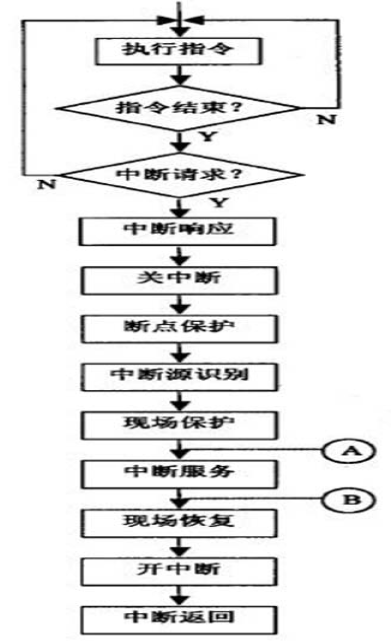 执行指令
指令结束?
N
Y
中断请求?
N
Y
中断响应
关中断
断点保护
中断源识别
现场保护
A
中断服务
B
现场恢复
开中断
中断返回